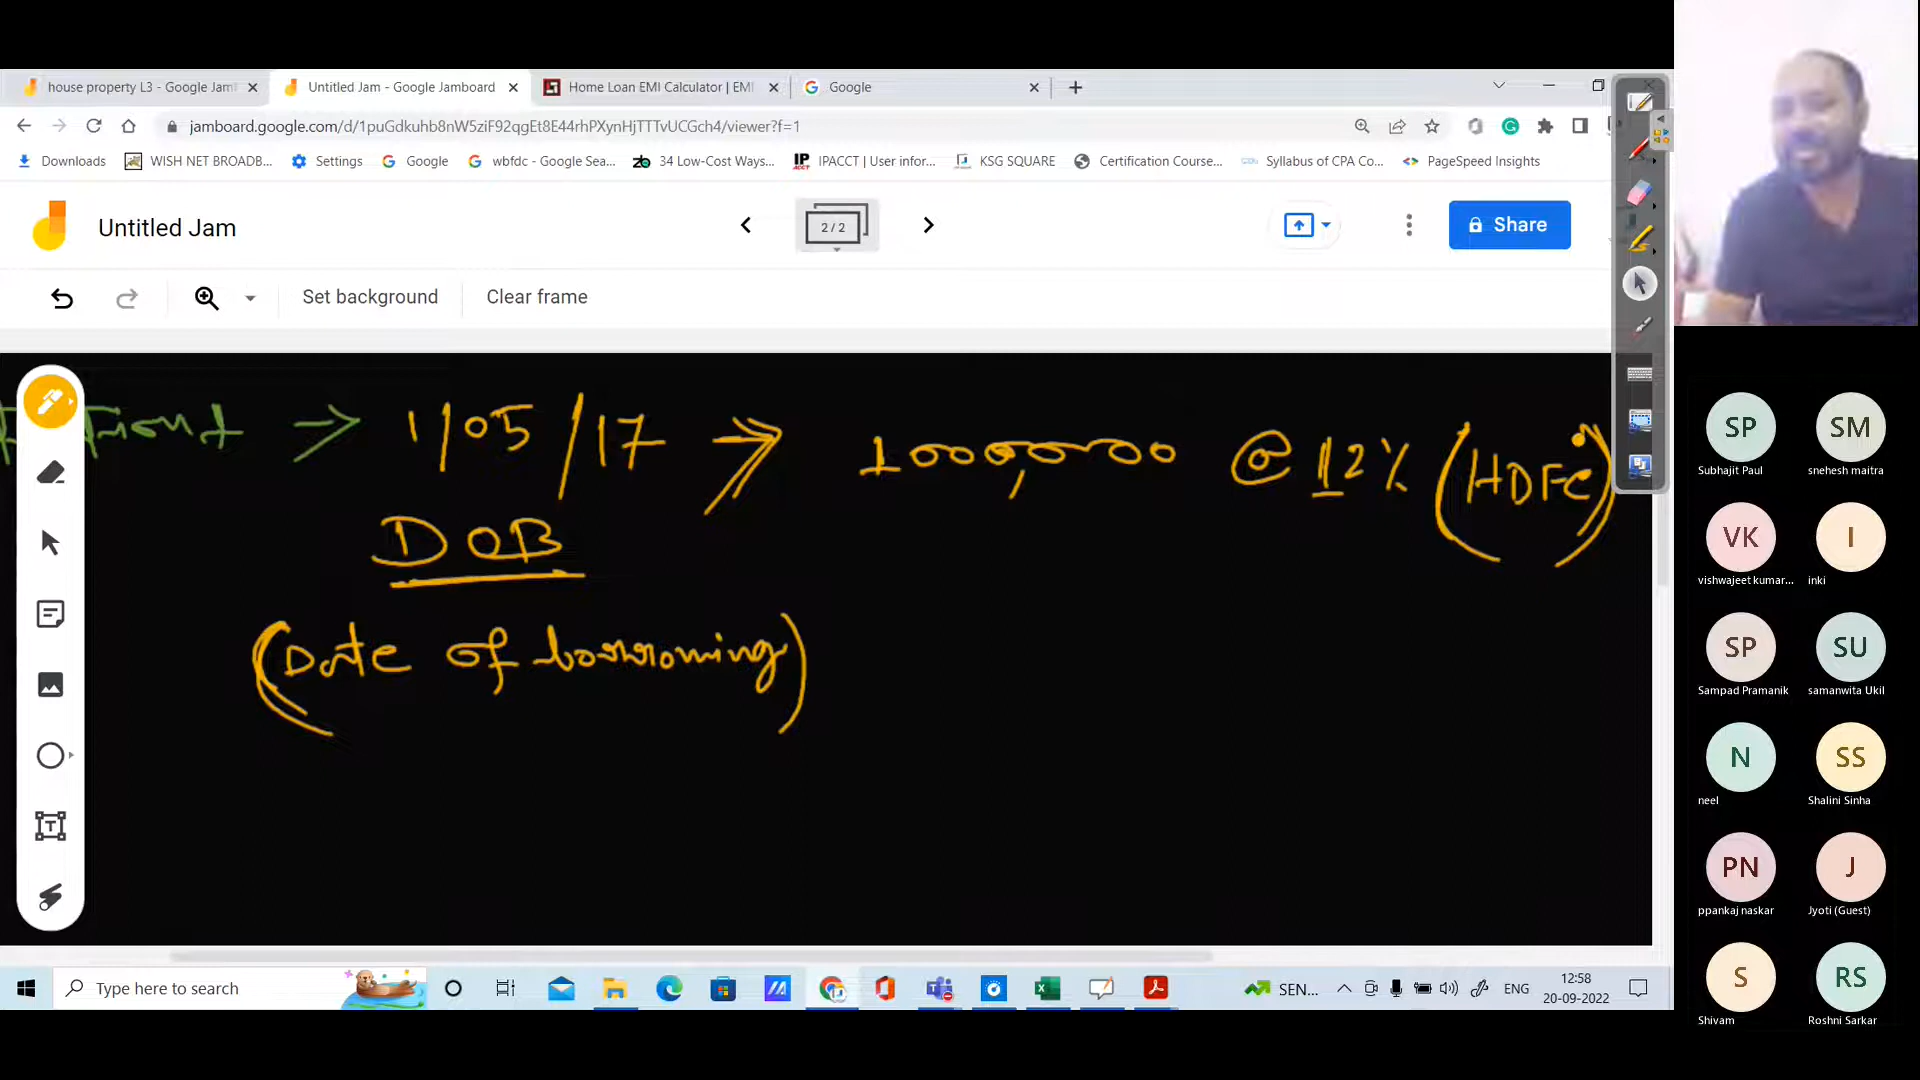 house property L3 - Google Jam
Untitled Jam - Google Jamboard
Home Loan EMI Calculator | EMI
Google
jamboard.google.com/d/1puGdkuhb8nW5ziF92qgEt8E44rhPXynHjTTTvUCGch4/viewer?f=1
Downloads
WISH NET BROADB...
Settings
Google
wbfdc - Google Sea...
34 Low-Cost Ways...
IPACCT | User infor...
KSG SQUARE
Certification Course...
Syllabus of CPA Co...
PageSpeed Insights
Untitled Jam
2 / 2
Share
Set background
Clear frame
1/05/17 @ 12% (HDFC)
DOB
(Date of borrowing)
SP
Subhajit Paul
SM
snehesh maitra
VK
vishwajeet kumar...
I
inki
SP
Sampad Pramanik
SU
samanwita Ukil
N
neel
SS
Shalini Sinha
PN
ppankaj naskar
J
Jyoti (Guest)
S
Shivam
RS
Roshni Sarkar
Type here to search
SEN...
ENG
12:58
20-09-2022